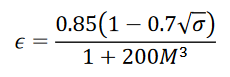 ϵ = 0.85(1 − 0.7√σ) / 1 + 200M³